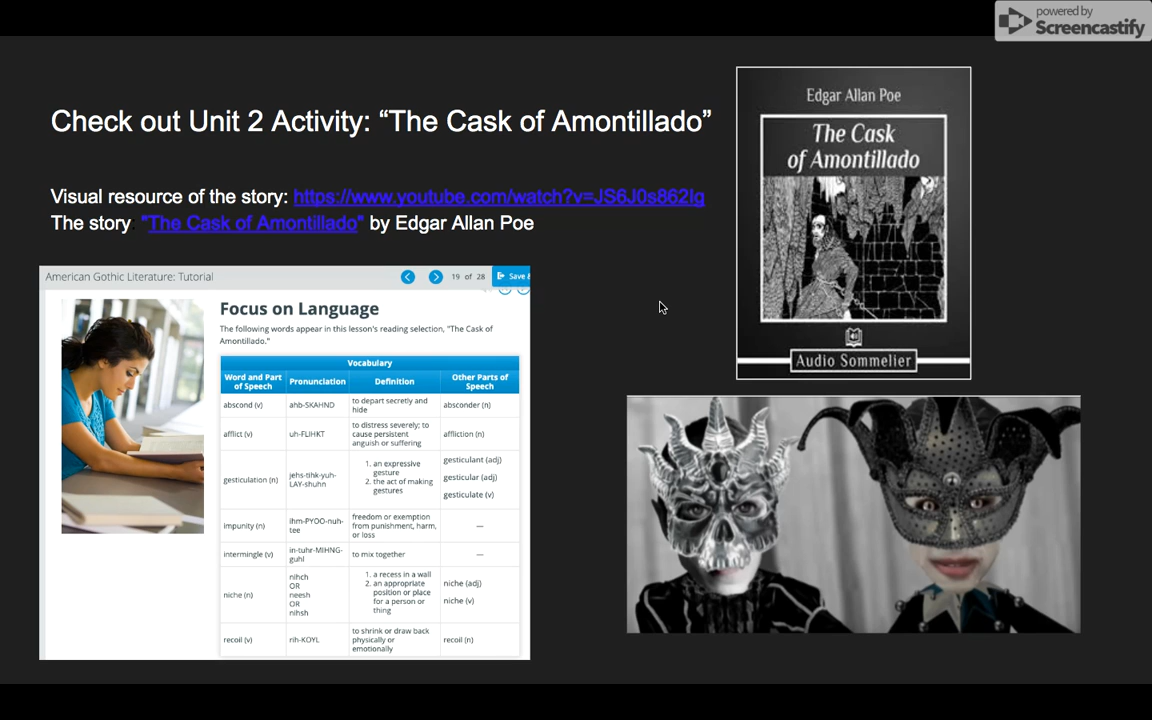 powered by
Screencastify
Check out Unit 2 Activity: “The Cask of Amontillado”
Visual resource of the story: https://www.youtube.com/watch?v=JS6J0s862Ig
The story: "The Cask of Amontillado" by Edgar Allan Poe
Edgar Allan Poe
The Cask
of Amontillado
Audio Sommelier
American Gothic Literature: Tutorial
19 of 28
Save
Focus on Language
The following words appear in this lesson's reading selection, "The Cask of
Amontillado."
Vocabulary
Word and Part of Speech Pronunciation Definition Other Parts of Speech
abscond (v) ahb-SKAHND to depart secretly and hide absconder (n)
afflict (v) uh-FLIHKT to distress severely; to cause persistent anguish or suffering affliction (n)
gesticulation (n) jehs-tihk-yuh-LAY-shuhn 1. an expressive gesture 2. the act of making gestures gesticulant (adj) gesticular (adj) gesticulate (v)
impunity (n) ihm-PYOO-nuh-tee freedom or exemption from punishment, harm, or loss —
intermingle (v) in-tuhr-MIHNG-guhl to mix together —
niche (n) nihch OR neesh OR nihsh 1. a recess in a wall 2. an appropriate position or place for a person or thing niche (adj) niche (v)
recoil (v) rih-KOYL to shrink or draw back physically or emotionally recoil (n)